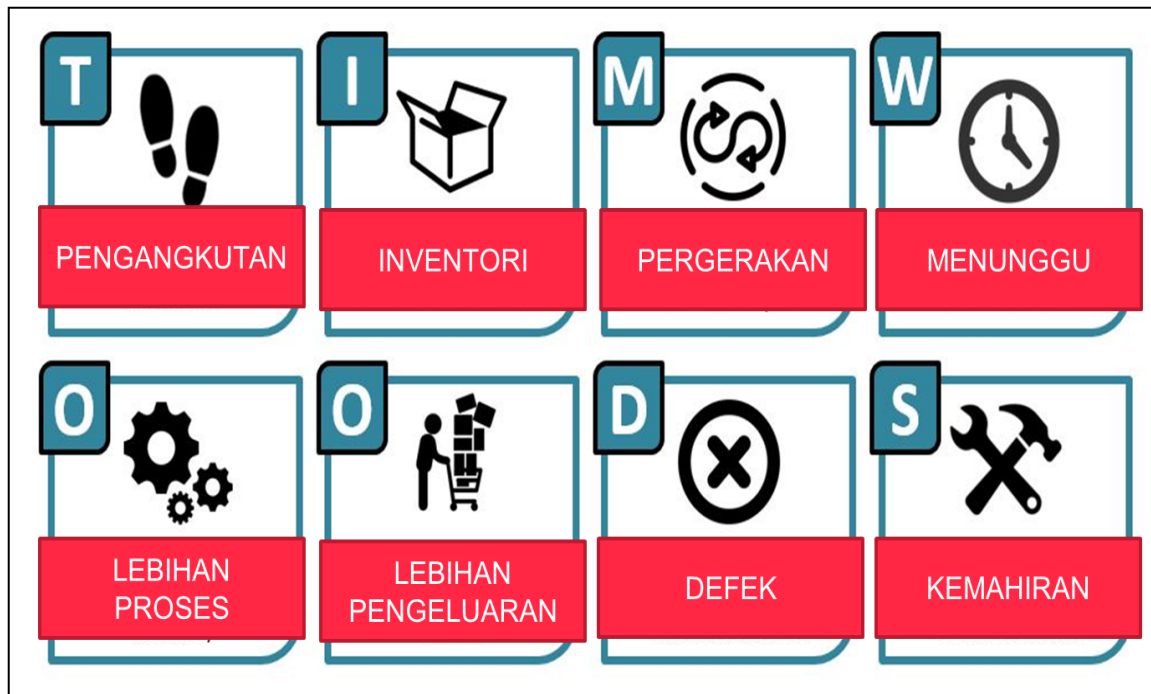 T
I
M
W
PENGANGKUTAN
INVENTORI
PERGERAKAN
MENUNGGU
O
O
D
S
LEBIHAN
PROSES
LEBIHAN
PENGELUARAN
DEFEK
KEMAHIRAN